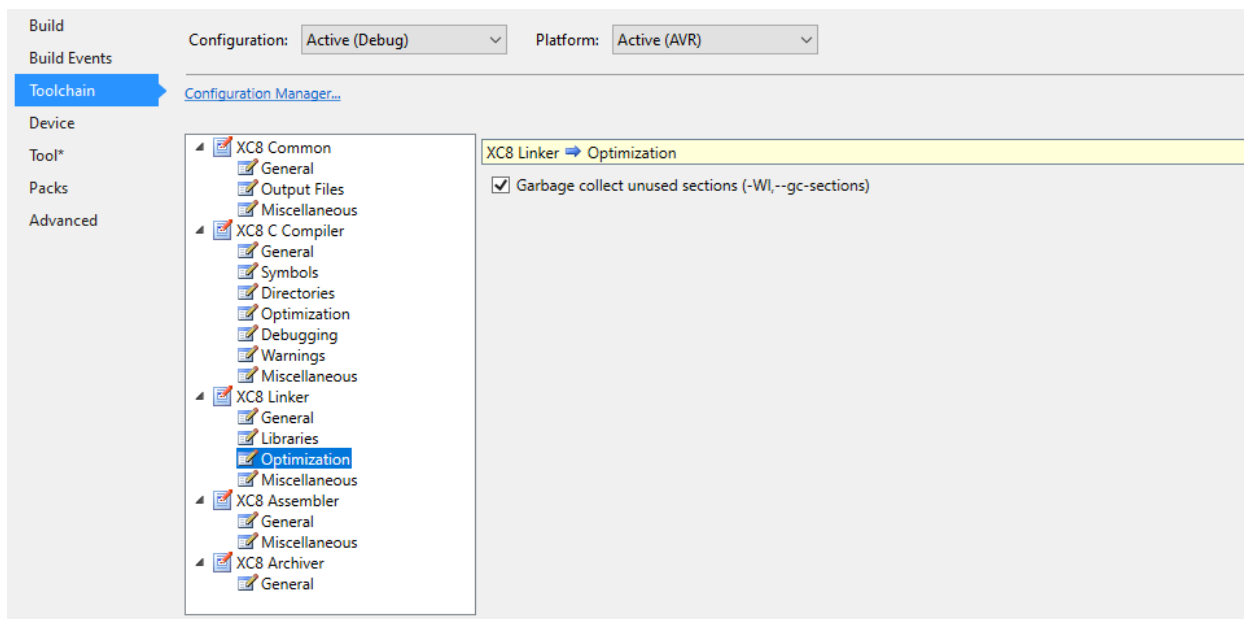 Build
Build Events
Toolchain
Device
Tool*
Packs
Advanced
Configuration: Active (Debug) Platform: Active (AVR)
Configuration Manager...
XC8 Common
General
Output Files
Miscellaneous
XC8 C Compiler
General
Symbols
Directories
Optimization
Debugging
Warnings
Miscellaneous
XC8 Linker
General
Libraries
Optimization
Miscellaneous
XC8 Assembler
General
Miscellaneous
XC8 Archiver
General
XC8 Linker ➡ Optimization
Garbage collect unused sections (-Wl,--gc-sections)